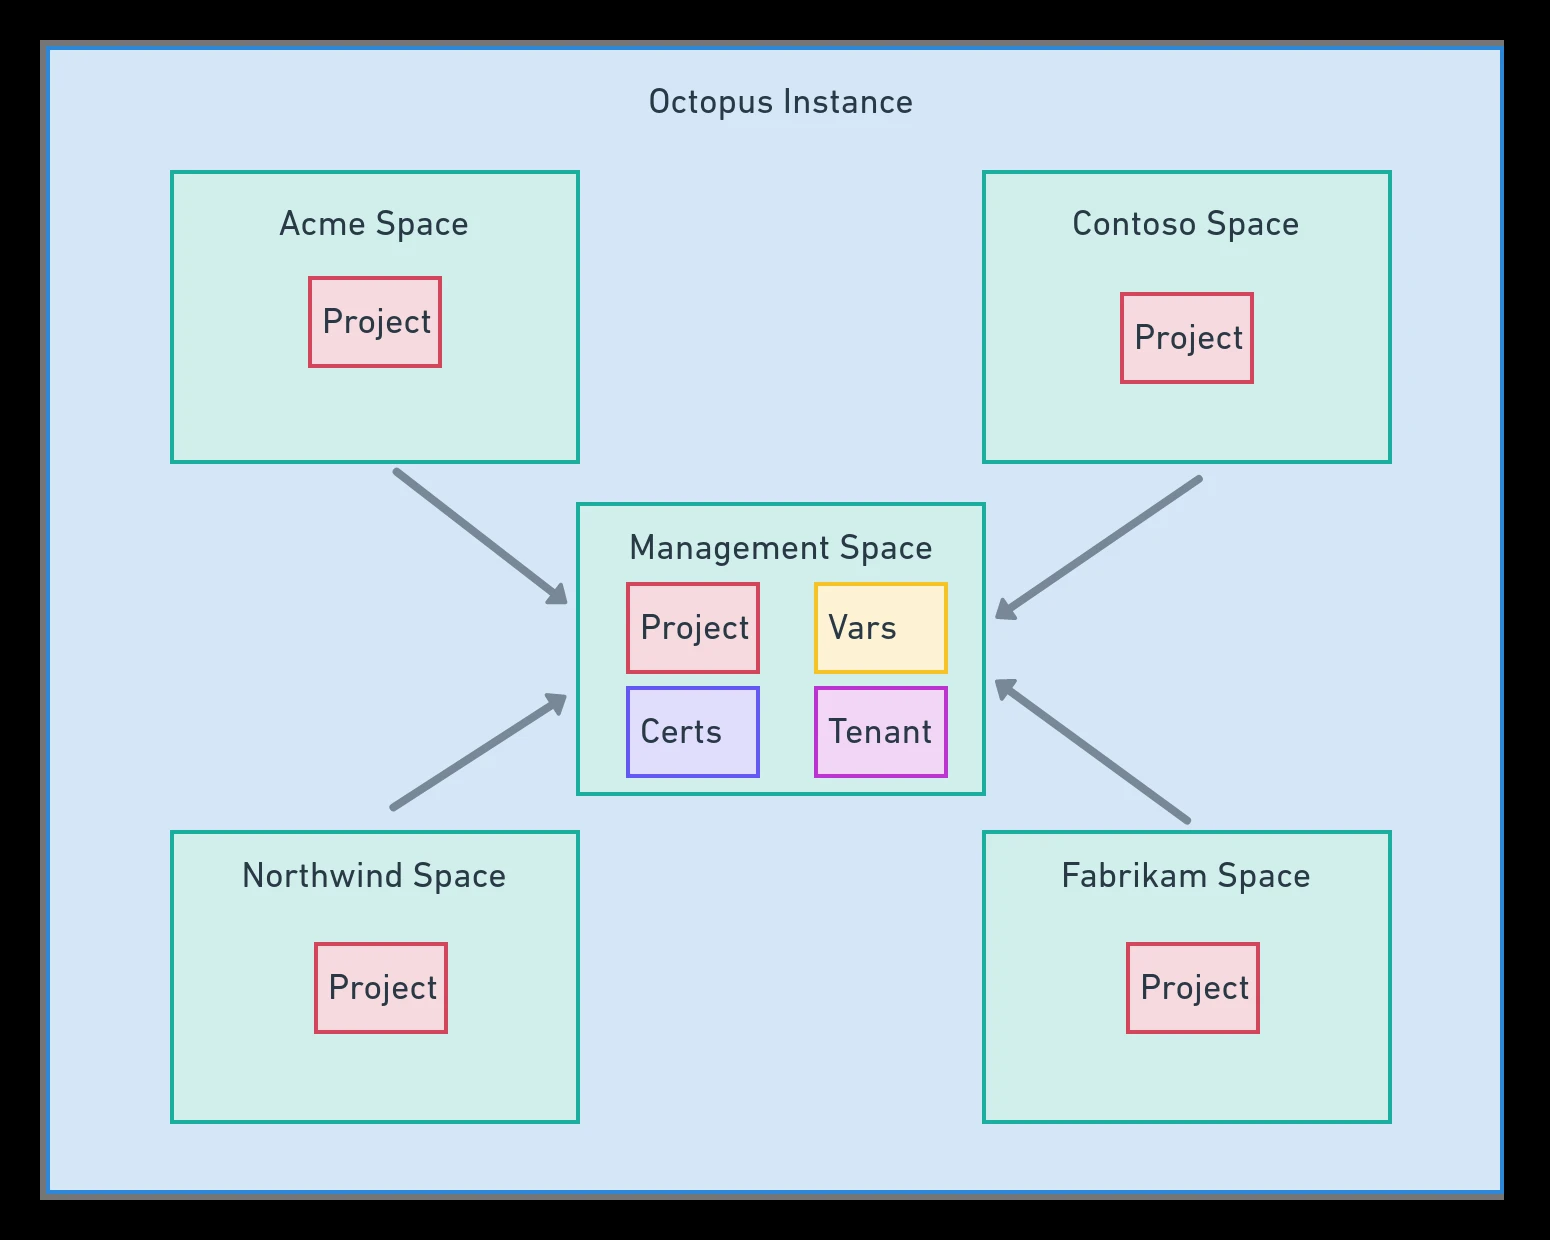 Octopus Instance
Acme Space
Project
Contoso Space
Project
Management Space
Project
Vars
Certs
Tenant
Northwind Space
Project
Fabrikam Space
Project